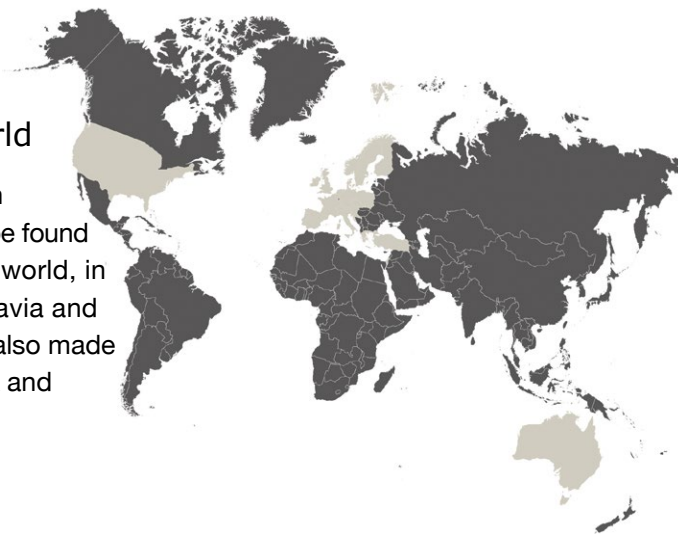 rld
n
e found
world, in
avia and
also made
and